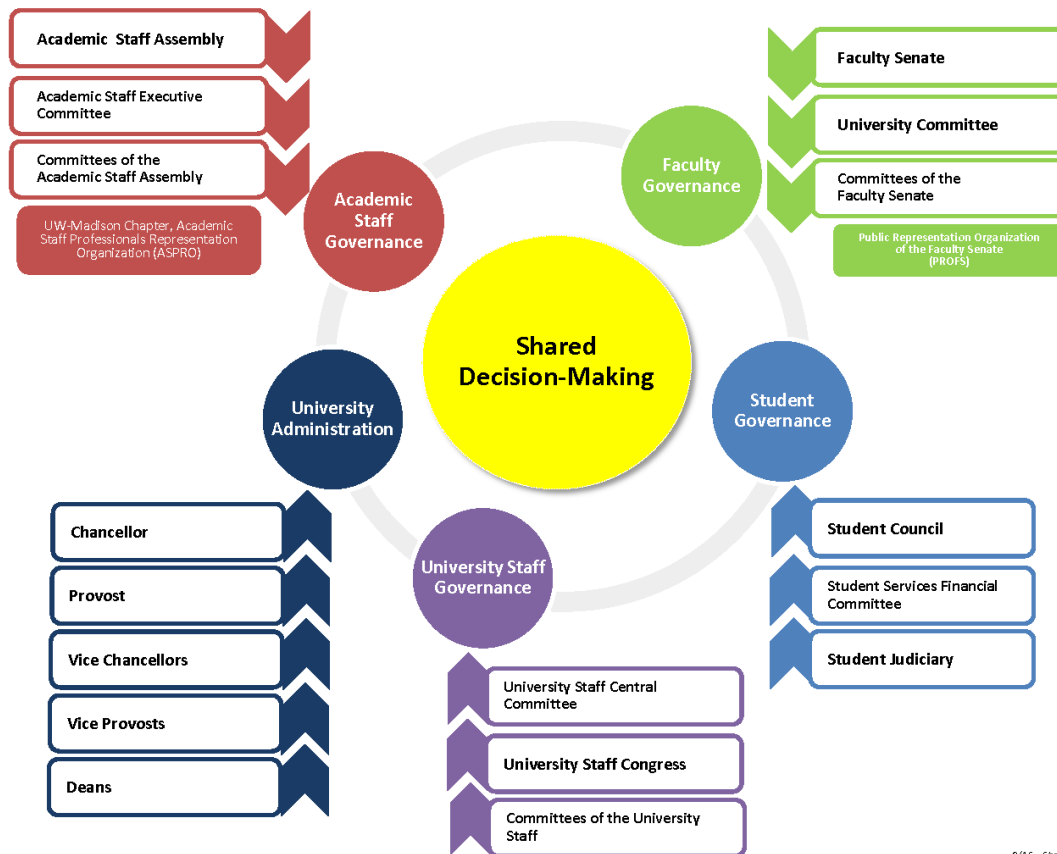 Academic Staff Assembly
Academic Staff Executive
Committee
Committees of the
Academic Staff Assembly
UW-Madison Chapter, Academic
Staff Professionals Representation
Organization (ASPRO)
Academic
Staff
Governance
Faculty
Governance
Faculty Senate
University Committee
Committees of the
Faculty Senate
Public Representation Organization
of the Faculty Senate
(PROFS)
Shared
Decision-Making
University
Administration
Student
Governance
University Staff
Governance
Chancellor
Provost
Vice Chancellors
Vice Provosts
Deans
University Staff Central
Committee
University Staff Congress
Committees of the University
Staff
Student Council
Student Services Financial
Committee
Student Judiciary